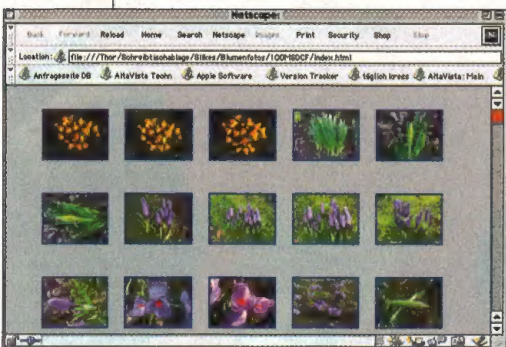 Netscape:
Back Forward Reload Home Search Netscape Images Print Security Shop Stop
Location: file:///Thor/Schreibtischablage/Silkes/Blumenfotos/100MSDCF/index.html
Anfrageseite DB AltaVista Techn Apple Software Version Tracker täglich kress AltaVista: Main